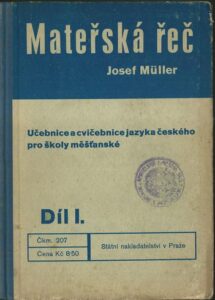 Mateřská řeč
Josef Müller
Učebnice a cvičebnice jazyka českého
pro školy měšťanské
Díl I.
Čkm. 207
Cena Kč 8·50
Státní nakladatelství v Praze